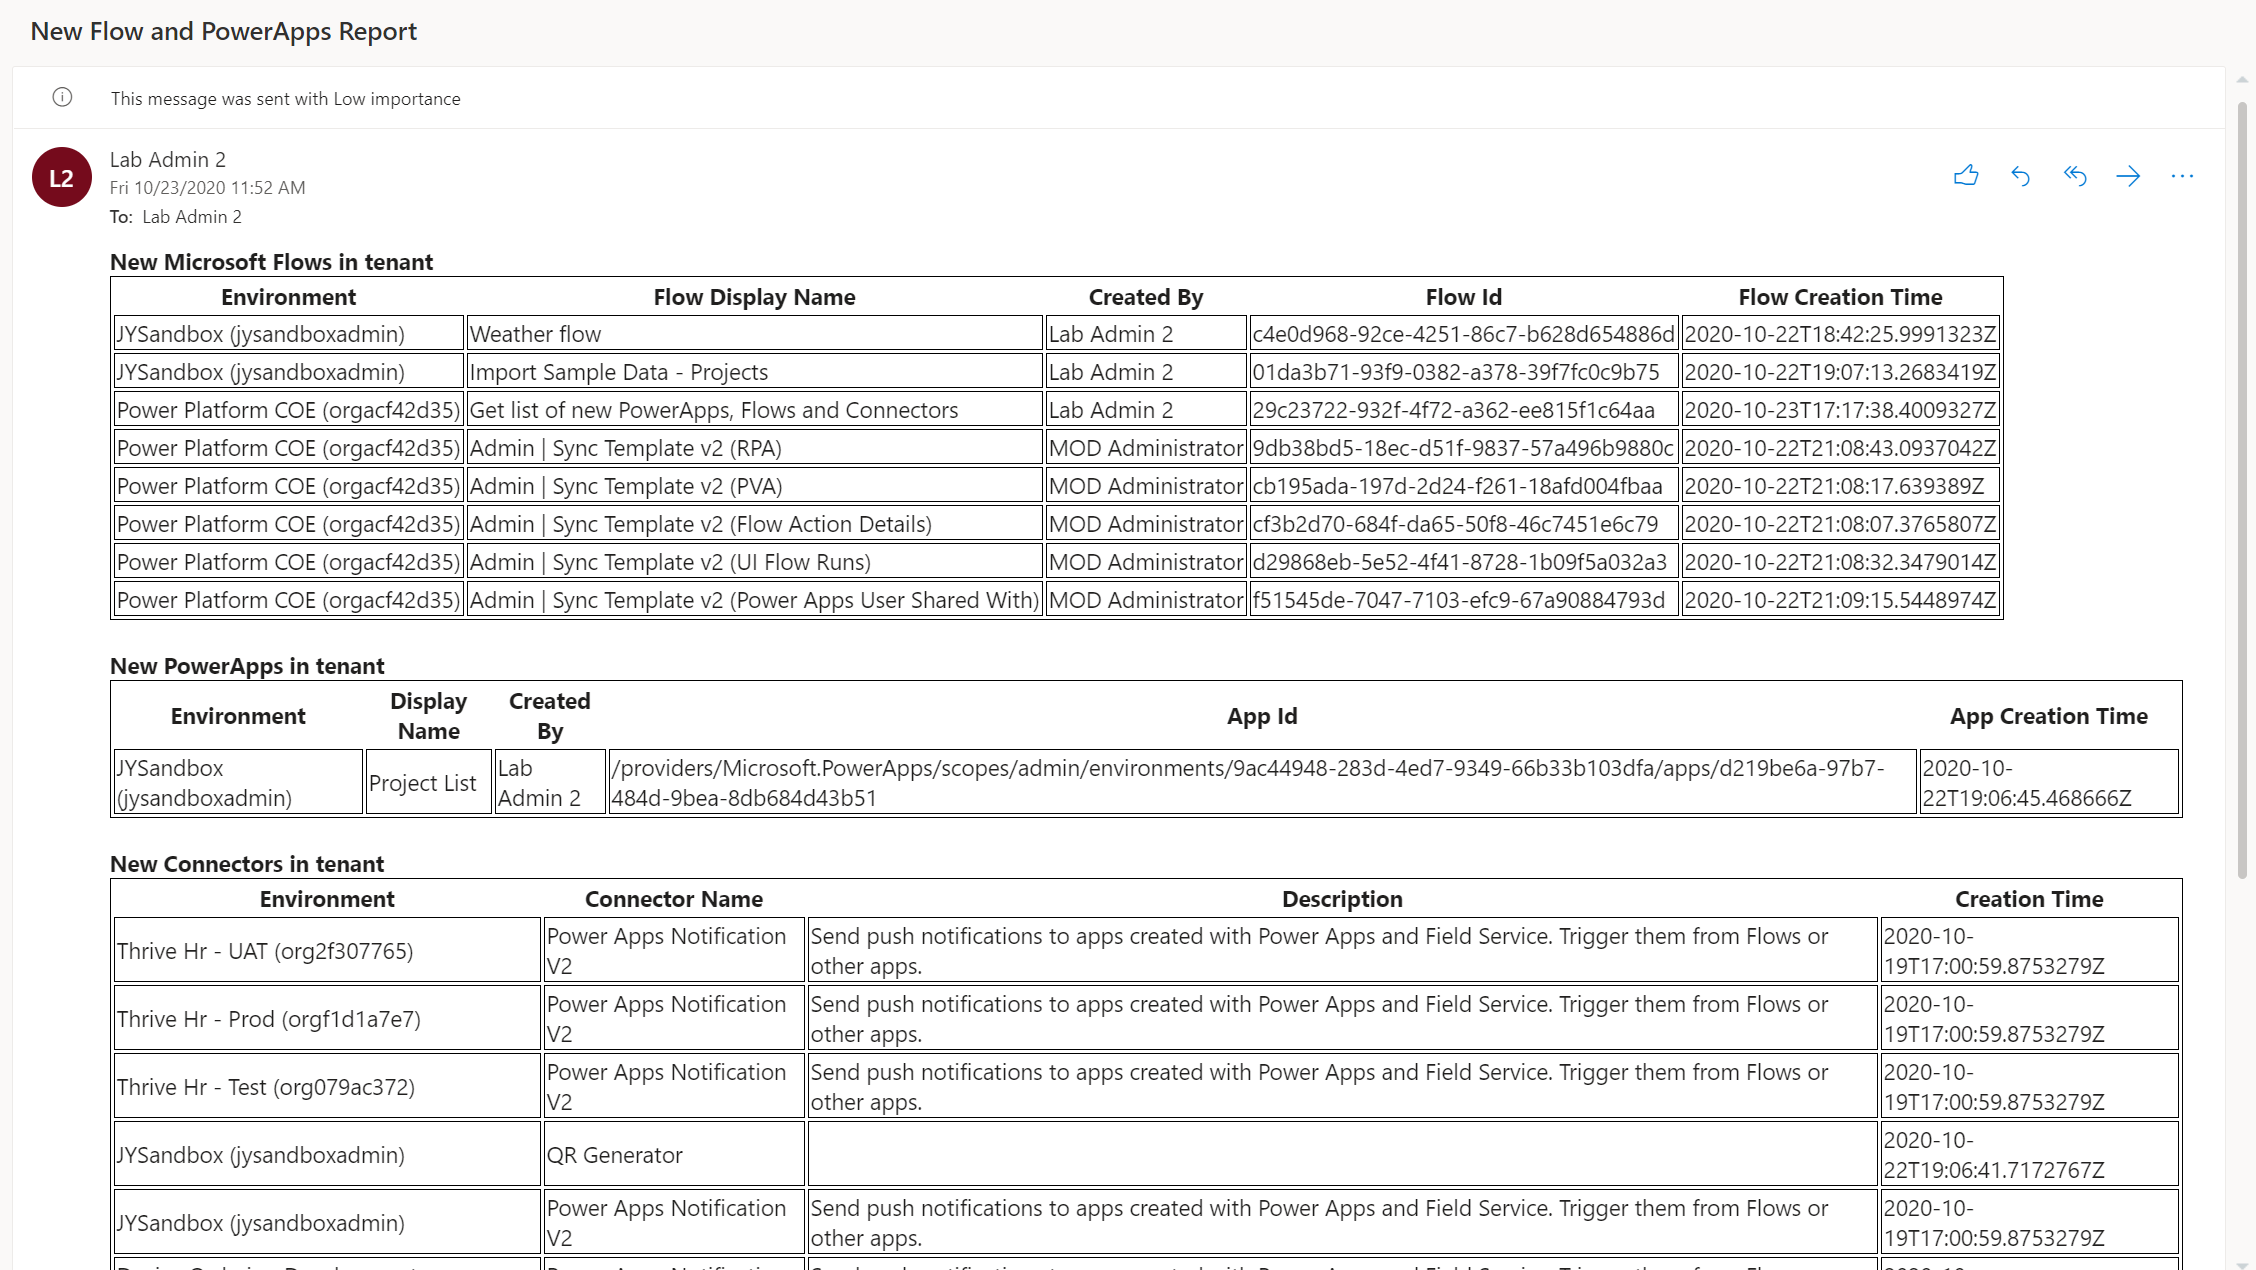 New Flow and PowerApps Report
This message was sent with Low importance
L2
Lab Admin 2
Fri 10/23/2020 11:52 AM
To: Lab Admin 2
New Microsoft Flows in tenant
Environment Flow Display Name Created By Flow Id Flow Creation Time
JYSandbox (jysandboxadmin) Weather flow Lab Admin 2 c4e0d968-92ce-4251-86c7-b628d654886d 2020-10-22T18:42:25.9991323Z
JYSandbox (jysandboxadmin) Import Sample Data - Projects Lab Admin 2 01da3b71-93f9-0382-a378-39f7fc0c9b75 2020-10-22T19:07:13.2683419Z
Power Platform COE (orgacf42d35) Get list of new PowerApps, Flows and Connectors Lab Admin 2 29c23722-932f-4f72-a362-ee815f1c64aa 2020-10-23T17:17:38.4009327Z
Power Platform COE (orgacf42d35) Admin | Sync Template v2 (RPA) MOD Administrator 9db38bd5-18ec-d51f-9837-57a496b9880c 2020-10-22T21:08:43.0937042Z
Power Platform COE (orgacf42d35) Admin | Sync Template v2 (PVA) MOD Administrator cb195ada-197d-2d24-f261-18afd004fbaa 2020-10-22T21:08:17.639389Z
Power Platform COE (orgacf42d35) Admin | Sync Template v2 (Flow Action Details) MOD Administrator cf3b2d70-684f-da65-50f8-46c7451e6c79 2020-10-22T21:08:07.3765807Z
Power Platform COE (orgacf42d35) Admin | Sync Template v2 (UI Flow Runs) MOD Administrator d29868eb-5e52-4f41-8728-1b09f5a032a3 2020-10-22T21:08:32.3479014Z
Power Platform COE (orgacf42d35) Admin | Sync Template v2 (Power Apps User Shared With) MOD Administrator f51545de-7047-7103-efc9-67a90884793d 2020-10-22T21:09:15.5448974Z
New PowerApps in tenant
Environment Display Name Created By App Id App Creation Time
JYSandbox (jysandboxadmin) Project List Lab Admin 2 /providers/Microsoft.PowerApps/scopes/admin/environments/9ac44948-283d-4ed7-9349-66b33b103dfa/apps/d219be6a-97b7-484d-9bea-8db684d43b51 2020-10-22T19:06:45.468666Z
New Connectors in tenant
Environment Connector Name Description Creation Time
Thrive Hr - UAT (org2f307765) Power Apps Notification V2 Send push notifications to apps created with Power Apps and Field Service. Trigger them from Flows or other apps. 2020-10-19T17:00:59.8753279Z
Thrive Hr - Prod (orgf1d1a7e7) Power Apps Notification V2 Send push notifications to apps created with Power Apps and Field Service. Trigger them from Flows or other apps. 2020-10-19T17:00:59.8753279Z
Thrive Hr - Test (org079ac372) Power Apps Notification V2 Send push notifications to apps created with Power Apps and Field Service. Trigger them from Flows or other apps. 2020-10-19T17:00:59.8753279Z
JYSandbox (jysandboxadmin) QR Generator 2020-10-22T19:06:41.7172767Z
JYSandbox (jysandboxadmin) Power Apps Notification V2 Send push notifications to apps created with Power Apps and Field Service. Trigger them from Flows or other apps. 2020-10-19T17:00:59.8753279Z